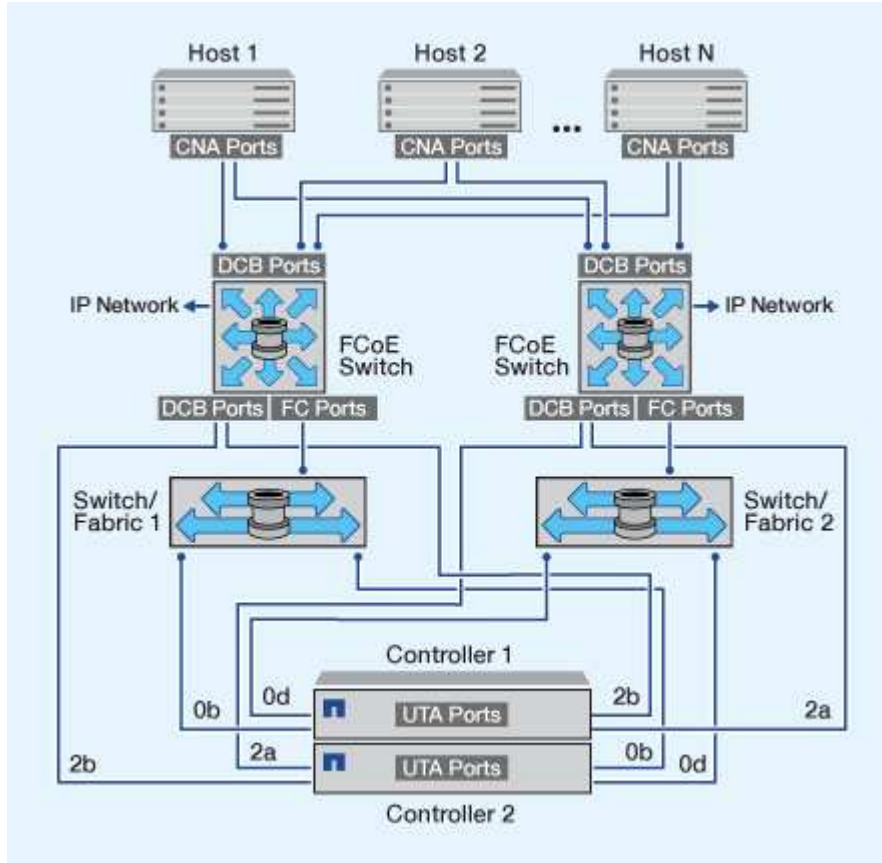 Host 1 Host 2 Host N
...
CNA Ports CNA Ports CNA Ports
DCB Ports DCB Ports
IP Network IP Network
FCoE Switch FCoE Switch
DCB Ports FC Ports DCB Ports FC Ports
Switch/ Fabric 1 Switch/ Fabric 2
Controller 1
0b 0d UTA Ports 2b 2a
2b 2a UTA Ports 0b 0d
Controller 2